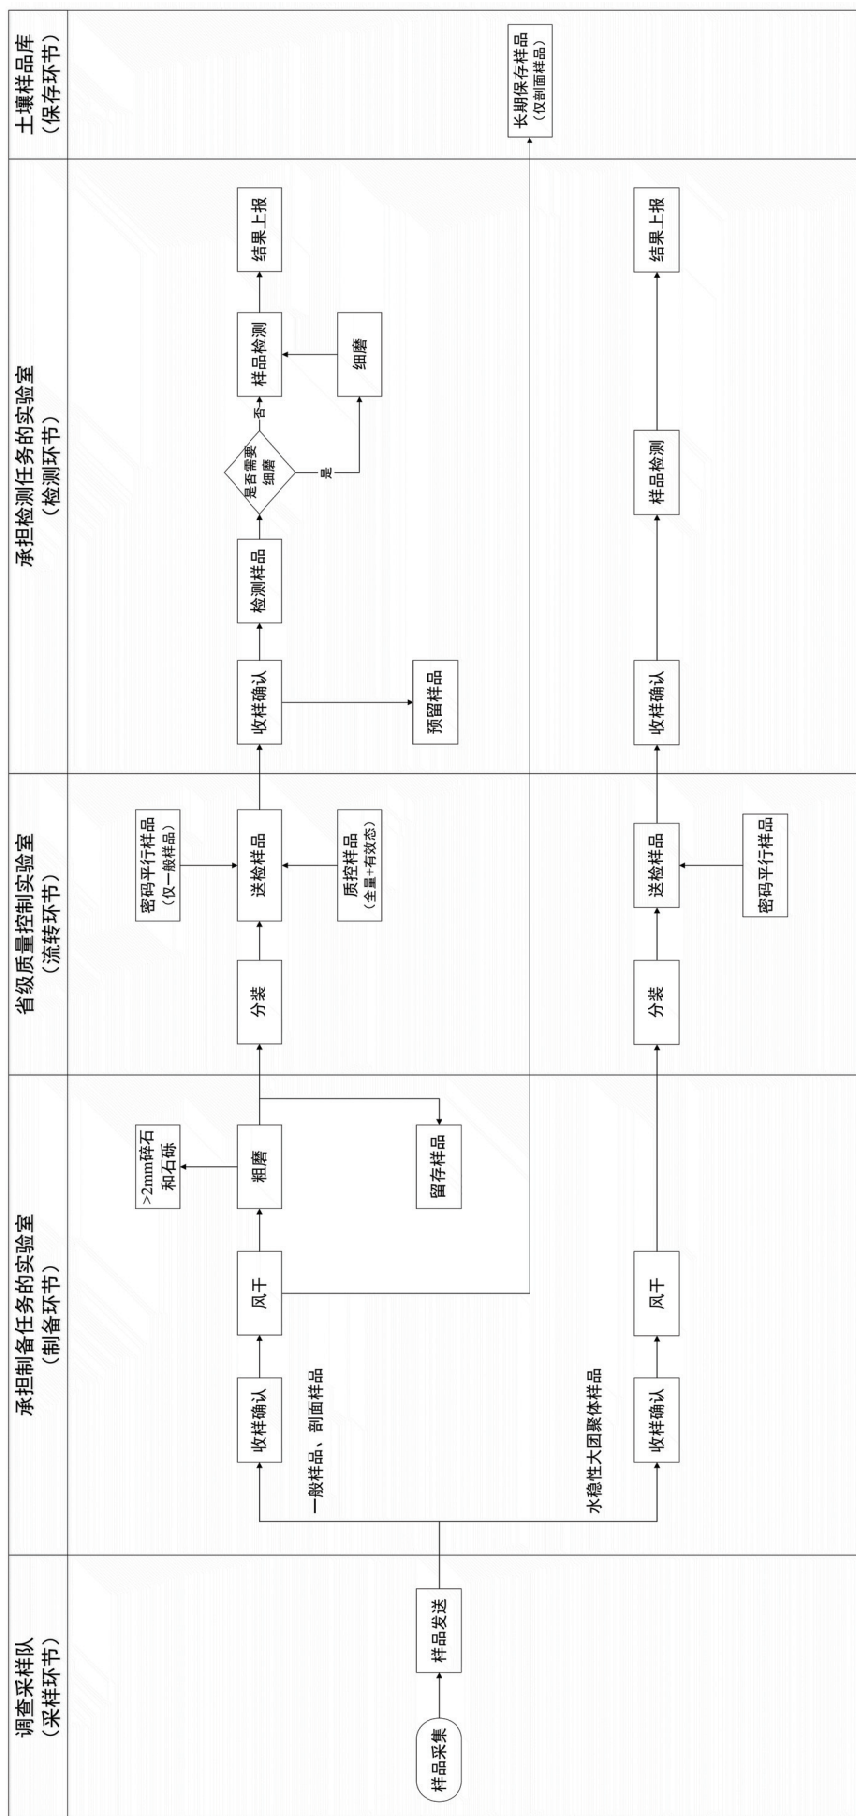 调查采样队
（采样环节）
承担制备任务的实验室
（制备环节）
省级质量控制实验室
（流转环节）
承担检测任务的实验室
（检测环节）
土壤样品库
（保存环节）
样品采集
样品发送
一般样品、剖面样品
收样确认
风干
粗磨
>2mm碎石
和石砾
留存样品
分装
密码平行样品
（仅一般样品）
送检样品
质控样品
（全量+有效态）
收样确认
预留样品
检测样品
是否需要
细磨
否
是
细磨
样品检测
结果上报
长期保存样品
（仅剖面样品）
水稳性大团聚体样品
收样确认
风干
分装
送检样品
密码平行样品
收样确认
样品检测
结果上报